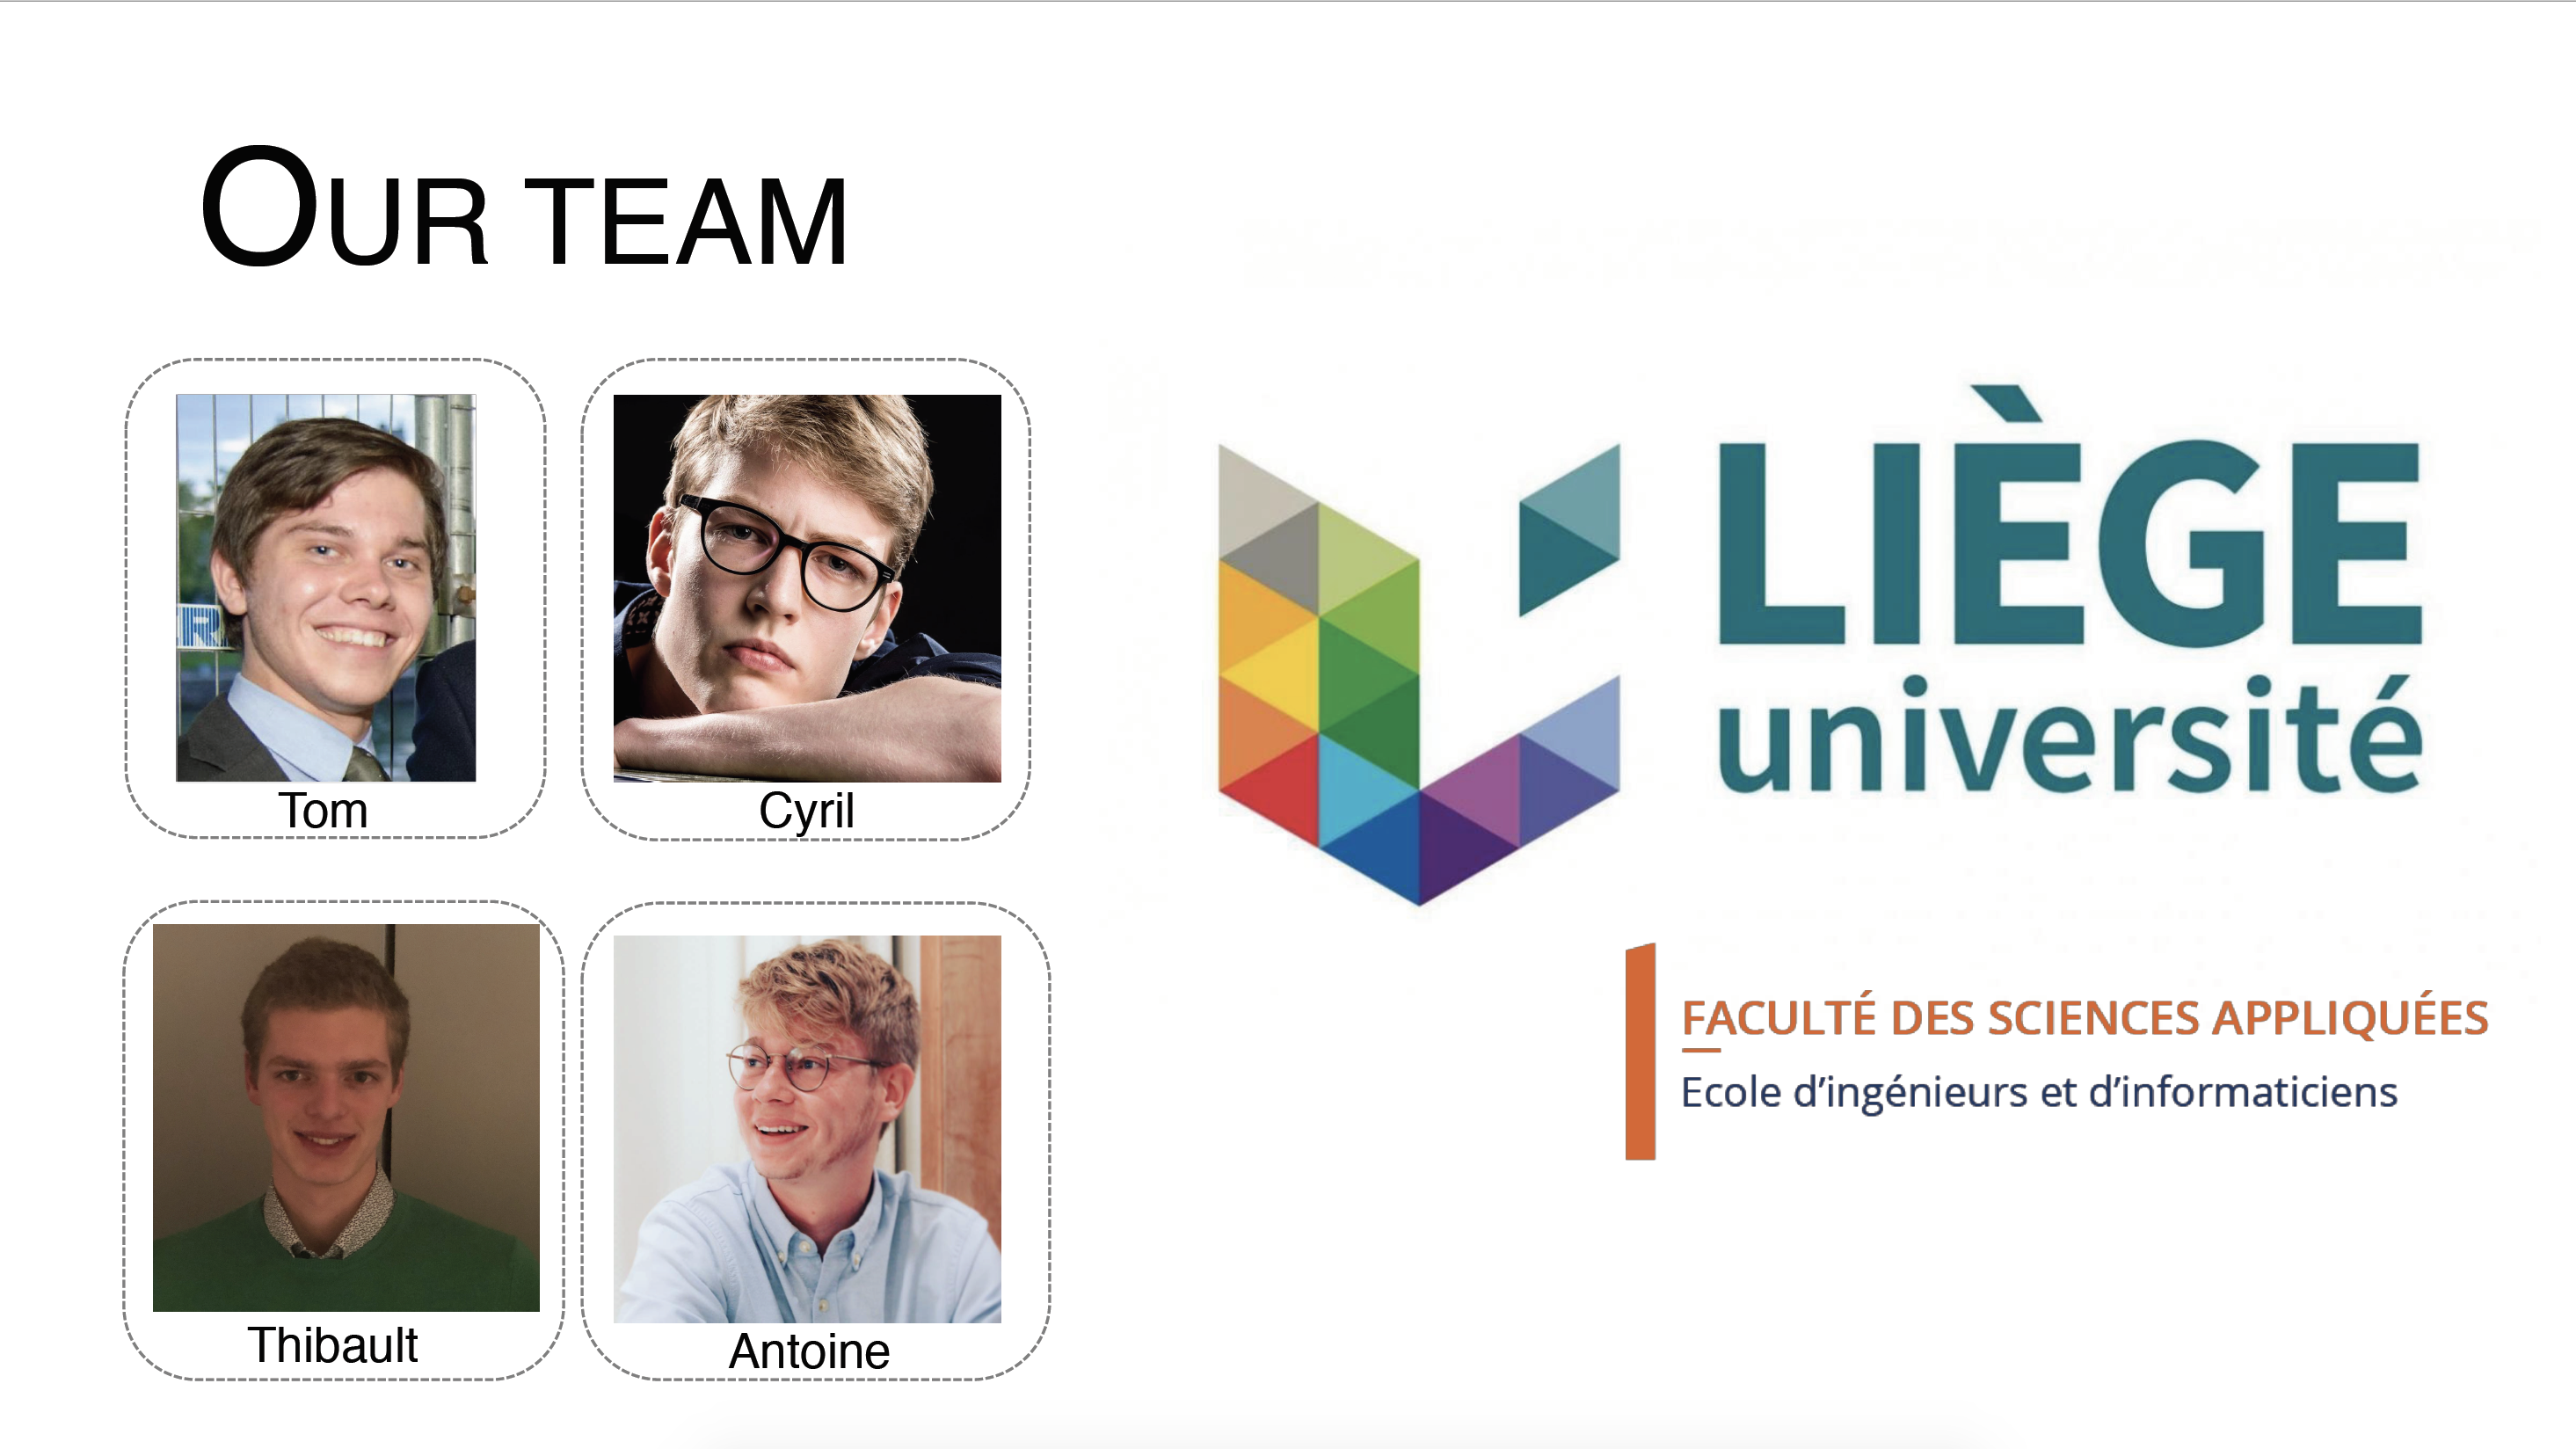 OUR TEAM
Tom
Cyril
Thibault
Antoine
LIÈGE
université
FACULTÉ DES SCIENCES APPLIQUÉES
Ecole d'ingénieurs et d'informaticiens